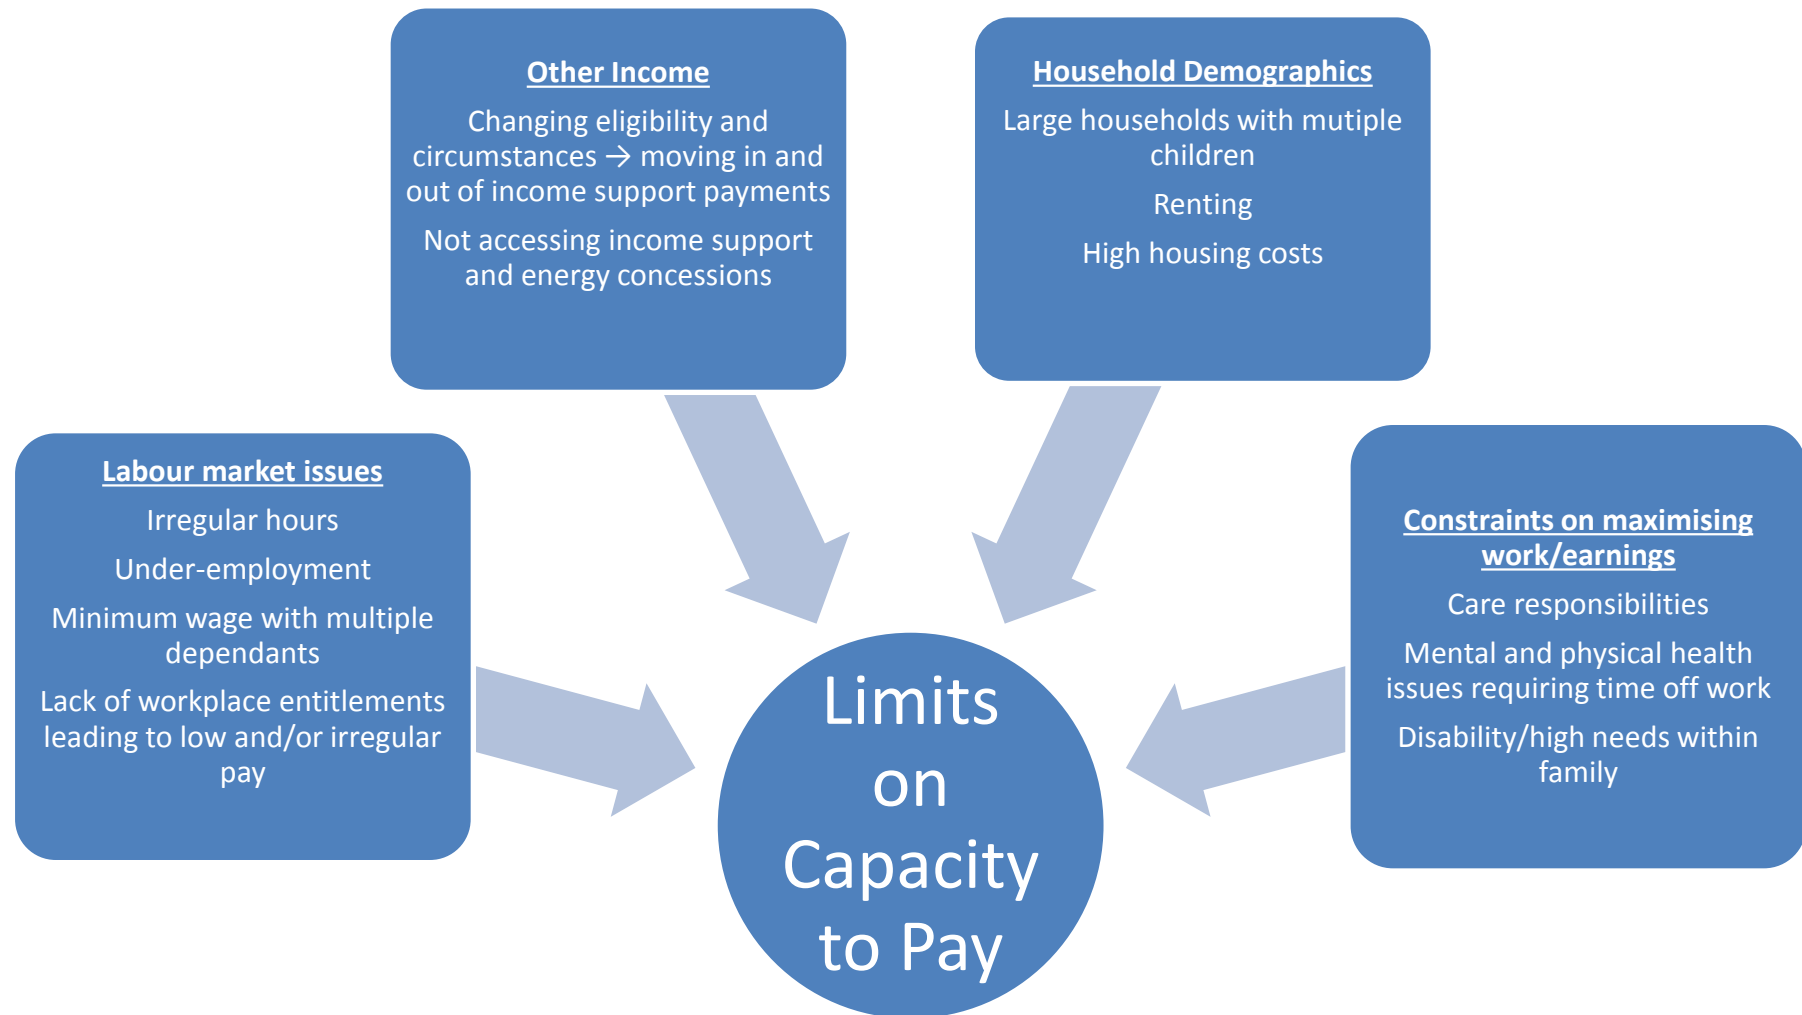 Other Income
Changing eligibility and
circumstances → moving in and
out of income support payments
Not accessing income support
and energy concessions
Household Demographics
Large households with mutiple
children
Renting
High housing costs
Labour market issues
Irregular hours
Under-employment
Minimum wage with multiple
dependants
Lack of workplace entitlements
leading to low and/or irregular
pay
Constraints on maximising
work/earnings
Care responsibilities
Mental and physical health
issues requiring time off work
Disability/high needs within
family
Limits
on
Capacity
to Pay